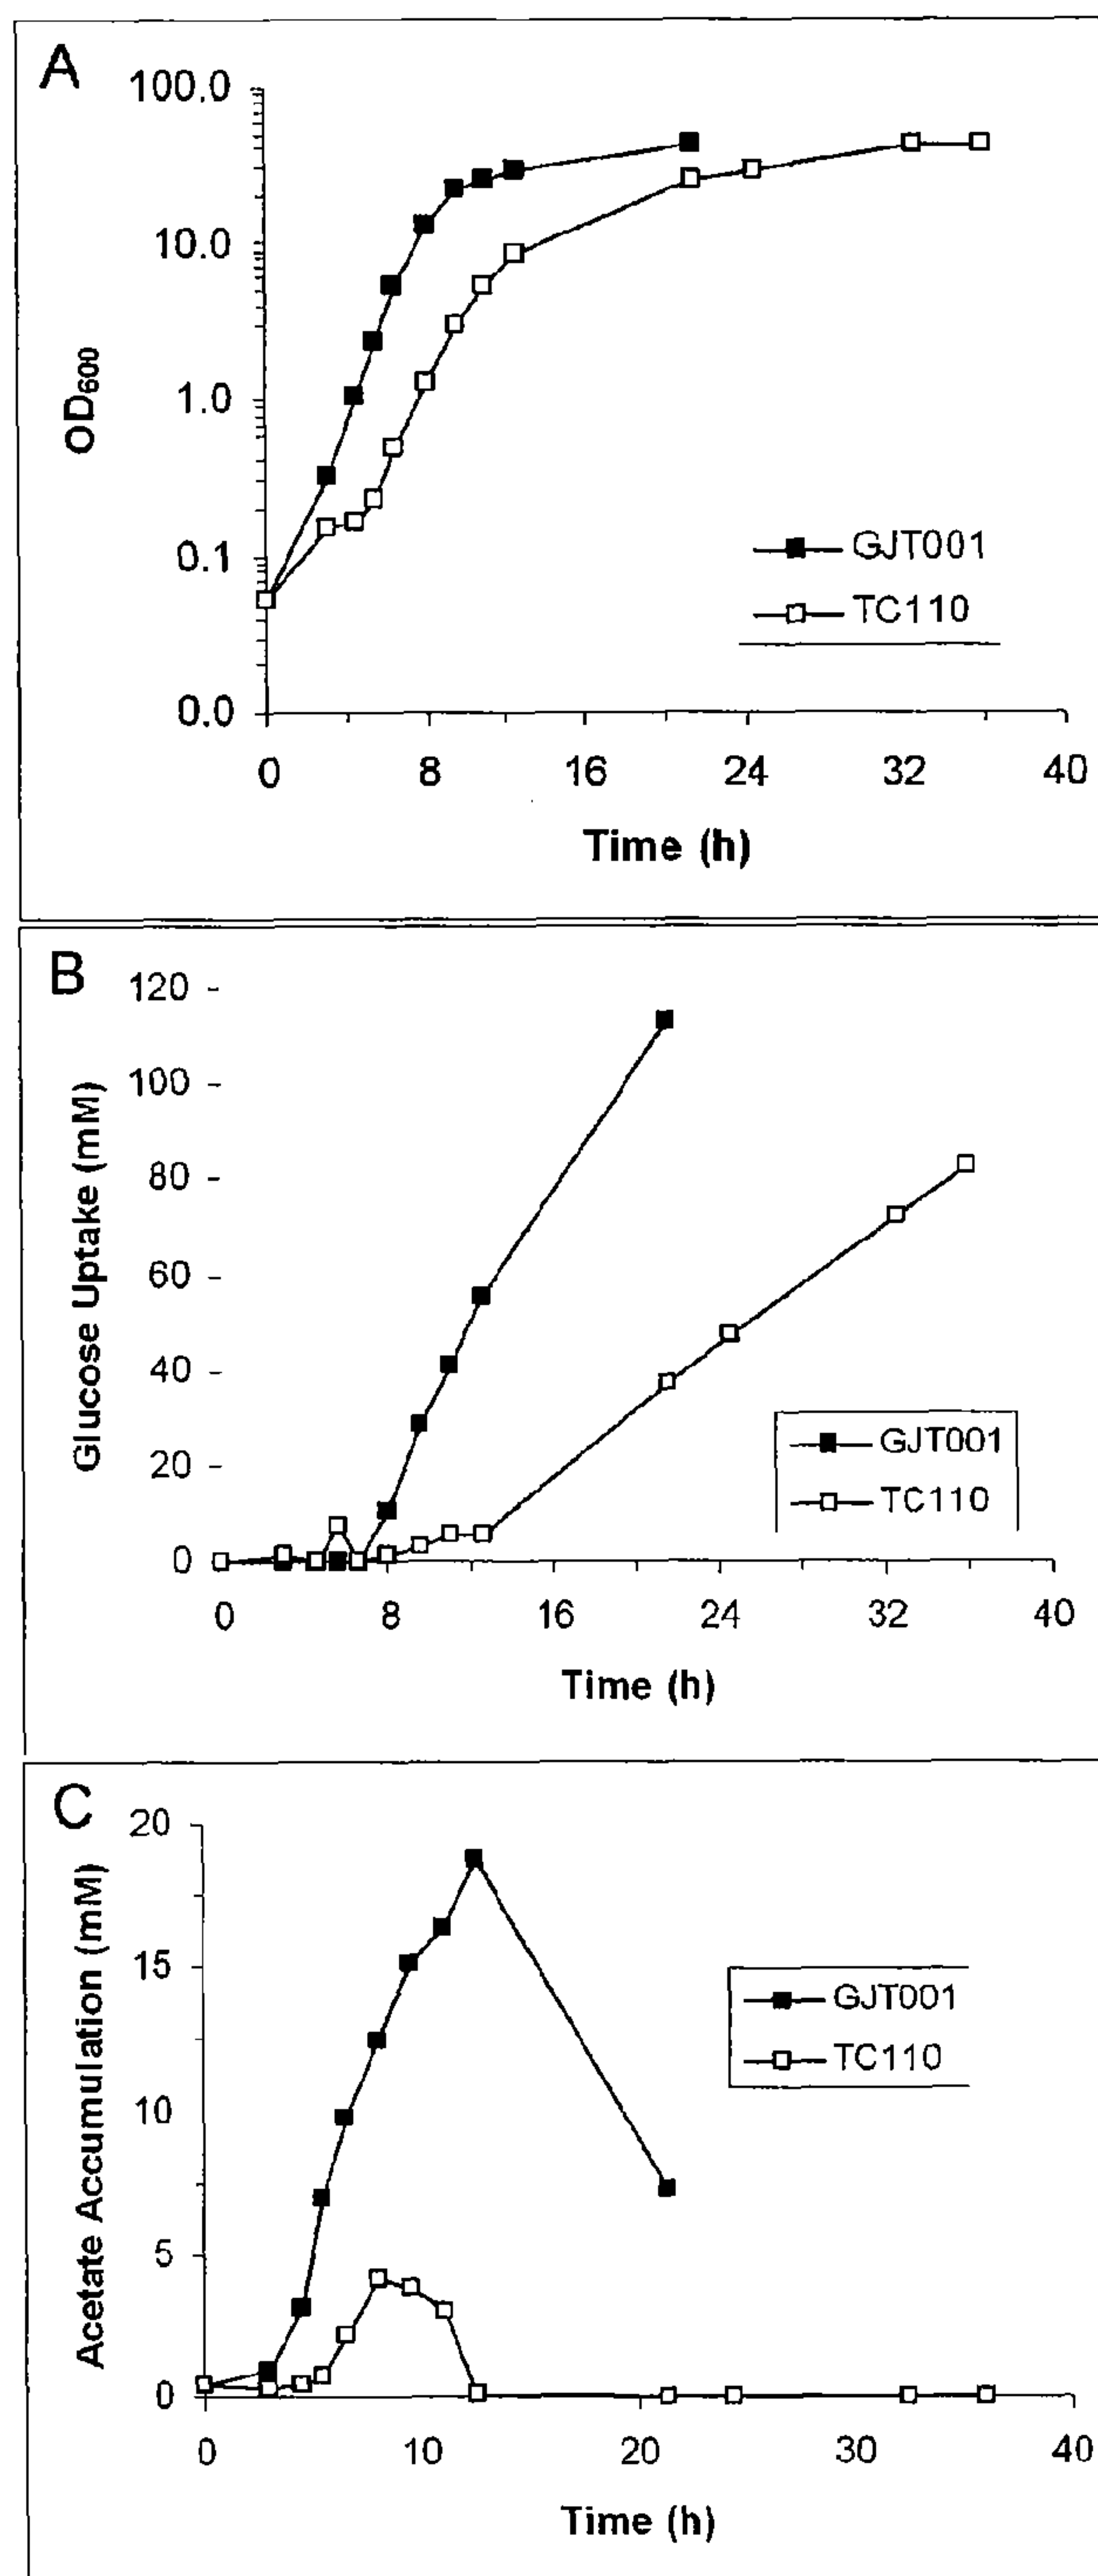 A
100.0
10.0
1.0
0.1
0.0
OD600
GJT001
TC110
0 8 16 24 32 40
Time (h)
B
120
100
80
60
40
20
0
Glucose Uptake (mM)
GJT001
TC110
0 8 16 24 32 40
Time (h)
C
20
15
10
5
0
Acetate Accumulation (mM)
GJT001
TC110
0 10 20 30 40
Time (h)